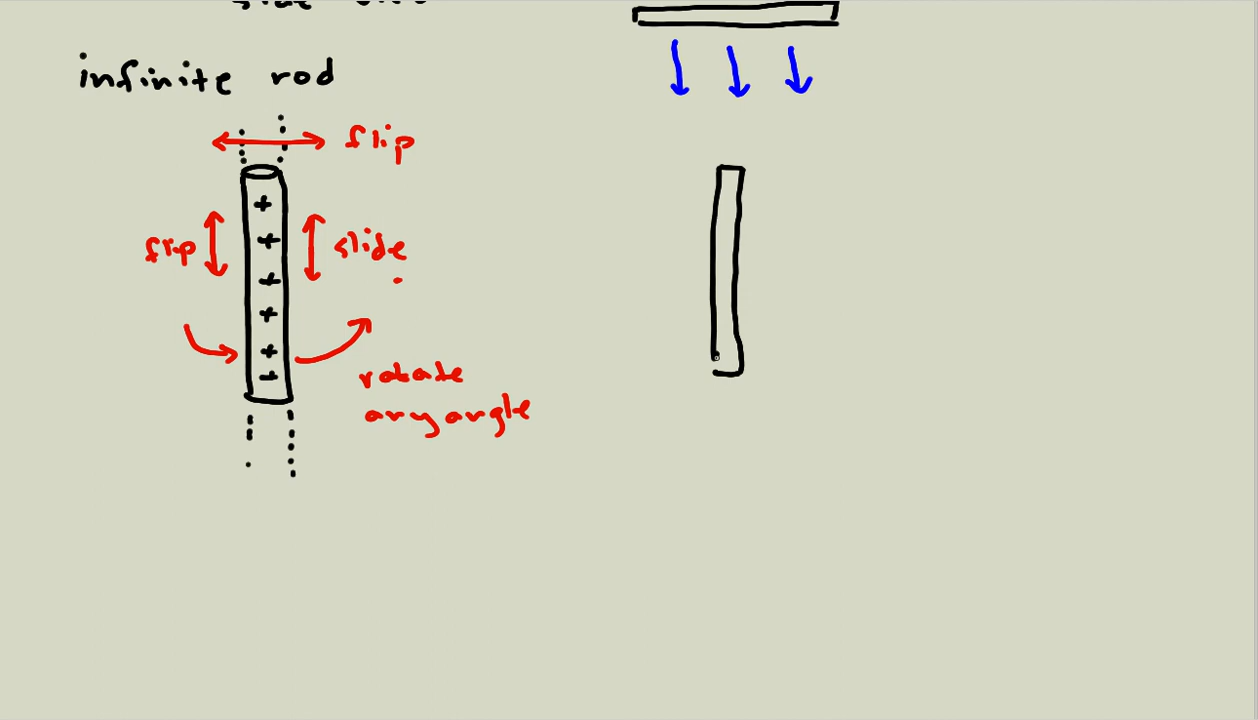 infinite rod
flip
+
flip
+
slide
+
+
+
rotate
any angle